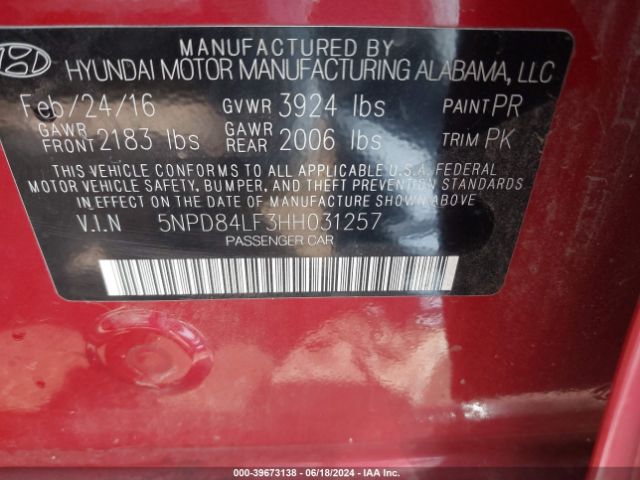 MANUFACTURED BY
HYUNDAI MOTOR MANUFACTURING ALABAMA, LLC
Feb/24/16 GVWR 3924 lbs PAINT PR
GAWR FRONT 2183 lbs GAWR REAR 2006 lbs TRIM PK
THIS VEHICLE CONFORMS TO ALL APPLICABLE U.S.A. FEDERAL
MOTOR VEHICLE SAFETY, BUMPER, AND THEFT PREVENTION STANDARDS
IN EFFECT ON THE DATE OF MANUFACTURE SHOWN ABOVE
V.I.N 5NPD84LF3HH031257
PASSENGER CAR
000-39673138 - 06/18/2024 - IAA Inc.